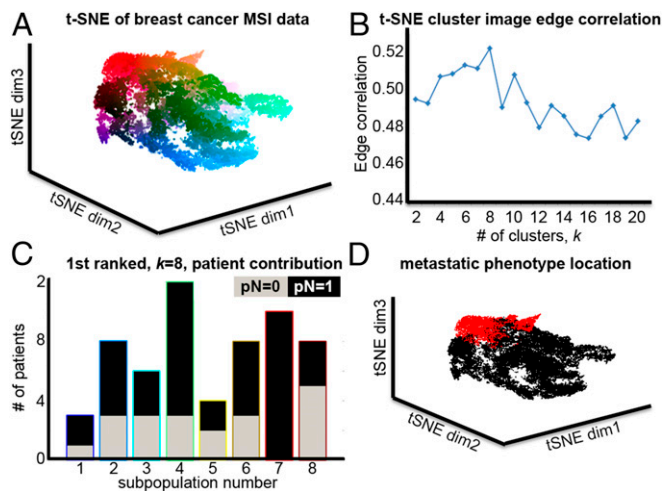 A
t-SNE of breast cancer MSI data
tSNE dim3
tSNE dim2
tSNE dim1
B
t-SNE cluster image edge correlation
Edge correlation
0.52
0.50
0.48
0.46
0.44
2 4 6 8 10 12 14 16 18 20
# of clusters, k
C
1st ranked, k=8, patient contribution
pN=0 pN=1
# of patients
2
8
4
0
1 2 3 4 5 6 7 8
subpopulation number
D
metastatic phenotype location
tSNE dim3
tSNE dim2
tSNE dim1